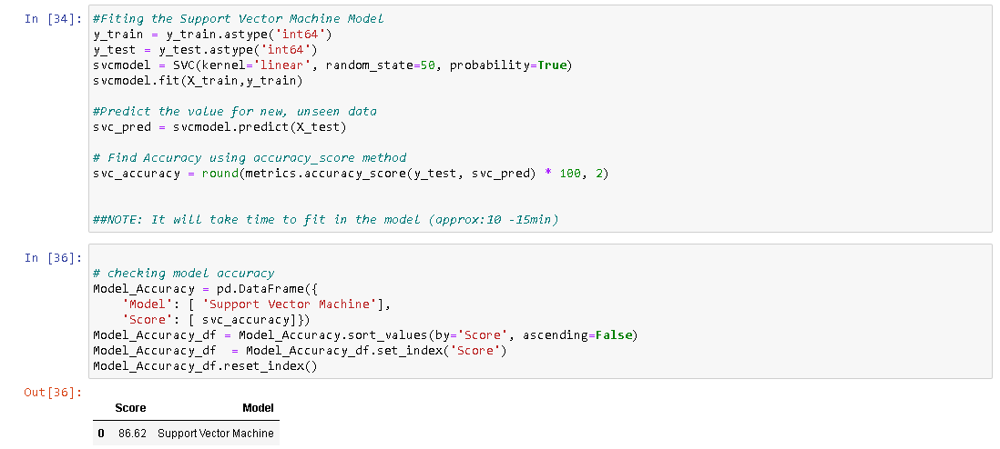 In [34]:
#Fiting the Support Vector Machine Model
y_train = y_train.astype('int64')
y_test = y_test.astype('int64')
svcmodel = SVC(kernel='linear', random_state=50, probability=True)
svcmodel.fit(X_train,y_train)
#Predict the value for new, unseen data
svc_pred = svcmodel.predict(X_test)
# Find Accuracy using accuracy_score method
svc_accuracy = round(metrics.accuracy_score(y_test, svc_pred) * 100, 2)
##NOTE: It will take time to fit in the model (approx:10 -15min)
In [36]:
# checking model accuracy
Model_Accuracy = pd.DataFrame({
    'Model': [ 'Support Vector Machine'],
    'Score': [ svc_accuracy]})
Model_Accuracy_df = Model_Accuracy.sort_values(by='Score', ascending=False)
Model_Accuracy_df  = Model_Accuracy_df.set_index('Score')
Model_Accuracy_df.reset_index()
Out[36]:
Score Model
0 86.62 Support Vector Machine